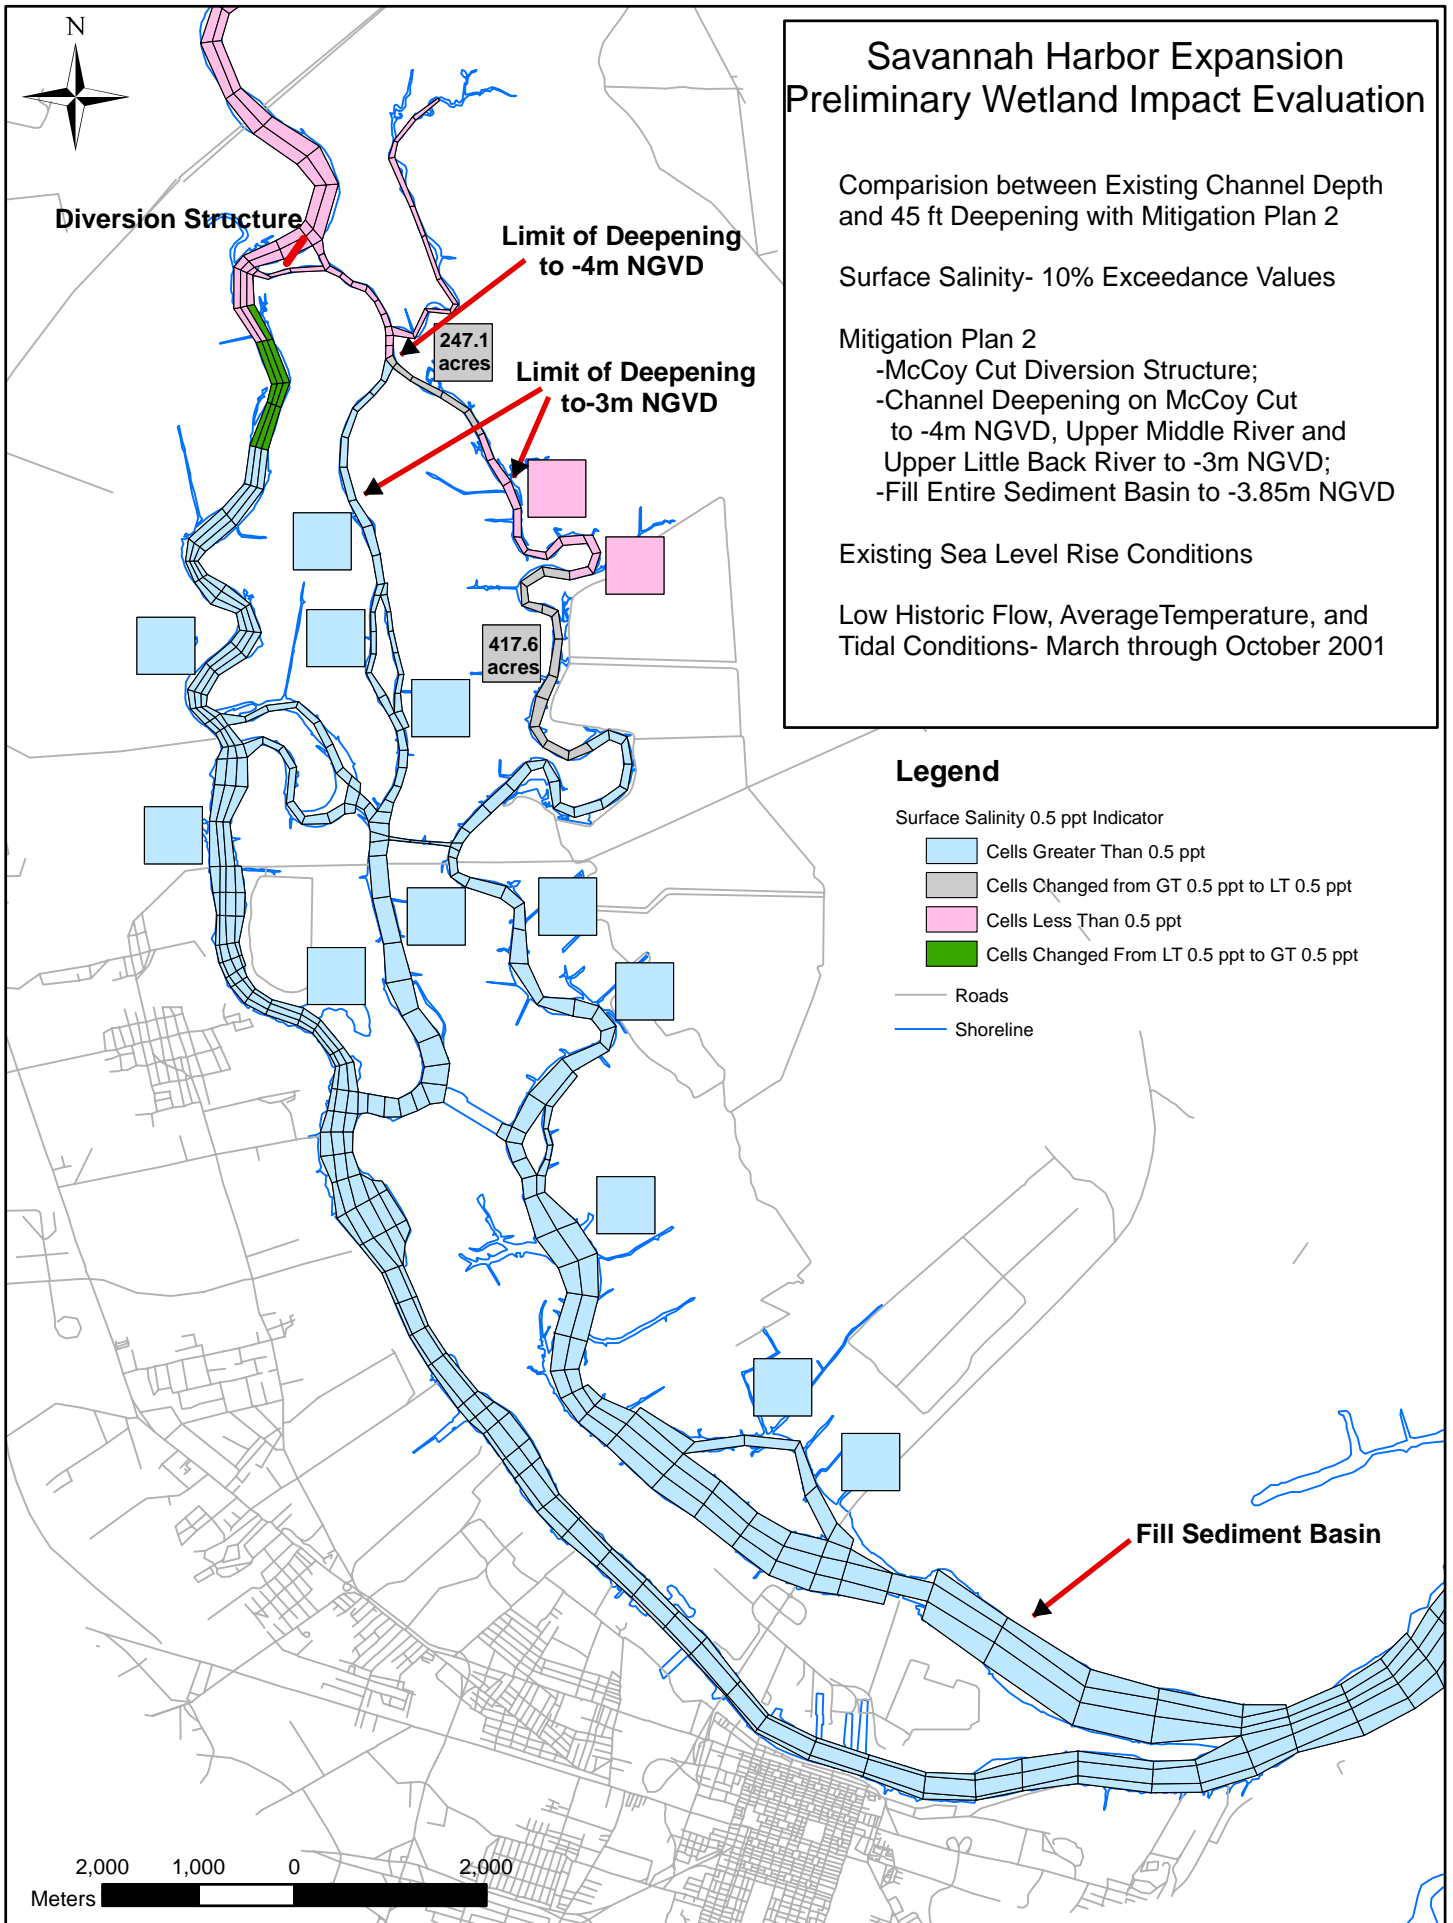 N
Savannah Harbor Expansion
Preliminary Wetland Impact Evaluation
Comparision between Existing Channel Depth
and 45 ft Deepening with Mitigation Plan 2
Surface Salinity- 10% Exceedance Values
Mitigation Plan 2
-McCoy Cut Diversion Structure;
-Channel Deepening on McCoy Cut
to -4m NGVD, Upper Middle River and
Upper Little Back River to -3m NGVD;
-Fill Entire Sediment Basin to -3.85m NGVD
Existing Sea Level Rise Conditions
Low Historic Flow, AverageTemperature, and
Tidal Conditions- March through October 2001
Diversion Structure
Limit of Deepening
to -4m NGVD
247.1
acres
Limit of Deepening
to-3m NGVD
417.6
acres
Legend
Surface Salinity 0.5 ppt Indicator
Cells Greater Than 0.5 ppt
Cells Changed from GT 0.5 ppt to LT 0.5 ppt
Cells Less Than 0.5 ppt
Cells Changed From LT 0.5 ppt to GT 0.5 ppt
Roads
Shoreline
Fill Sediment Basin
2,000 1,000 0 2,000
Meters